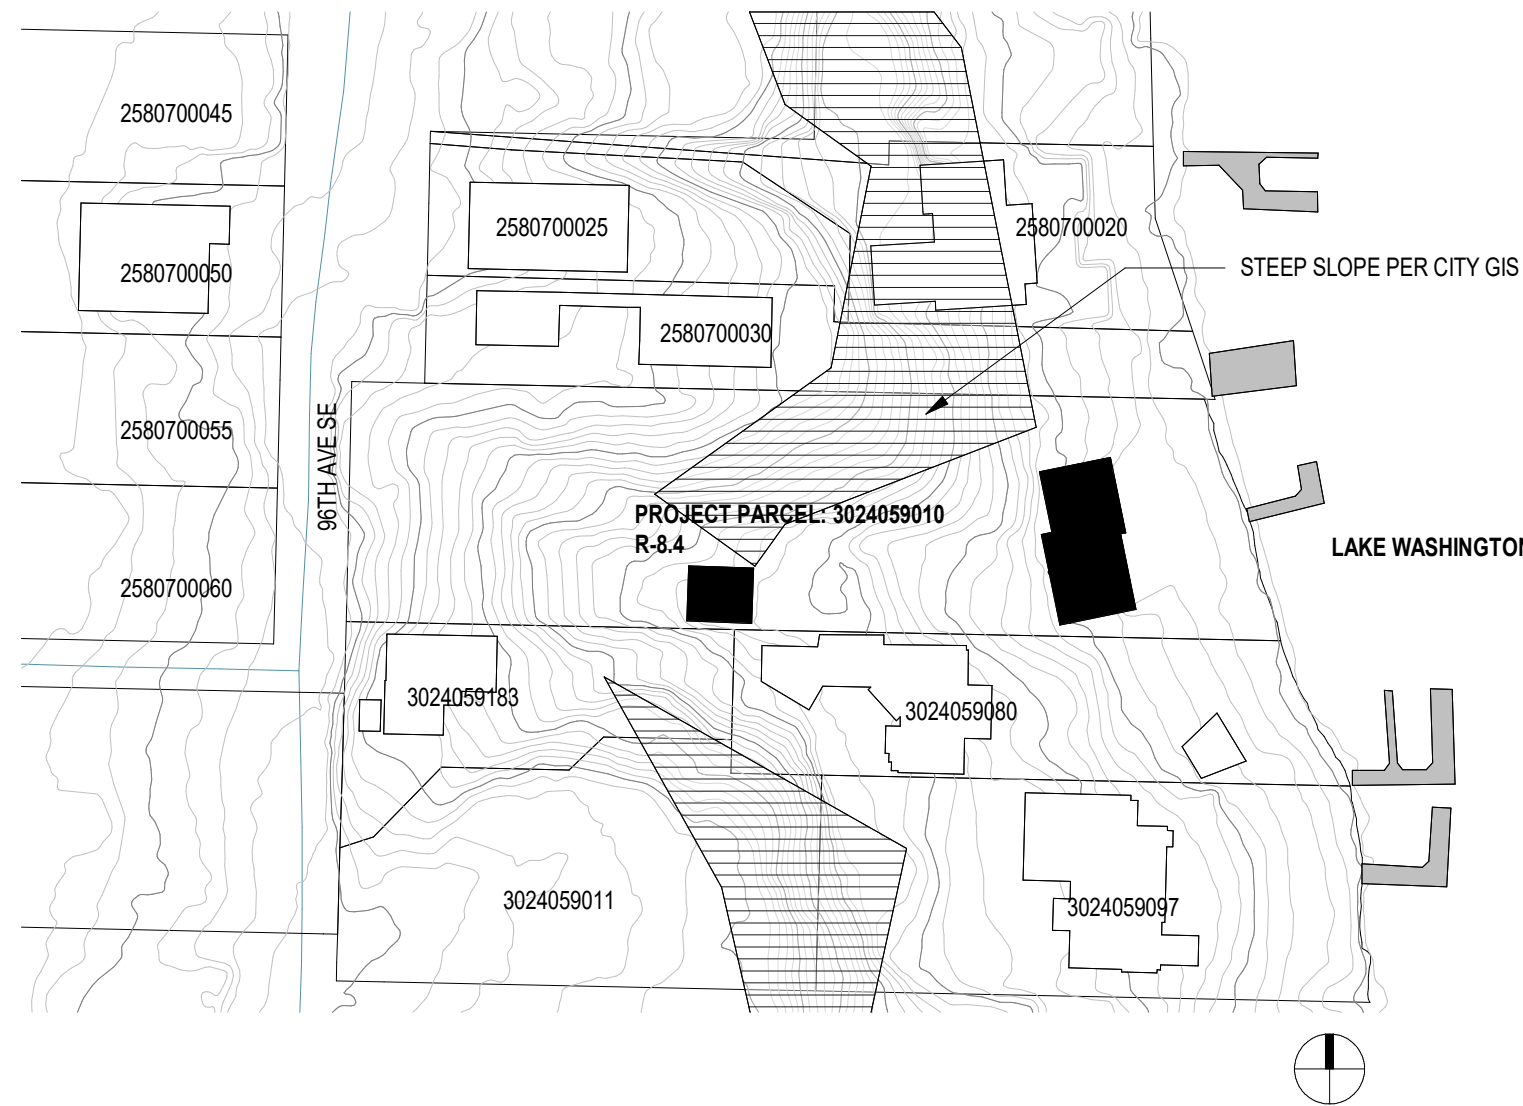 2580700045
2580700025
2580700020
2580700050
STEEP SLOPE PER CITY GIS
2580700030
2580700055
96TH AVE SE
PROJECT PARCEL: 3024059010
R-8.4
LAKE WASHINGTON
2580700060
3024059183
3024059080
3024059011
3024059097